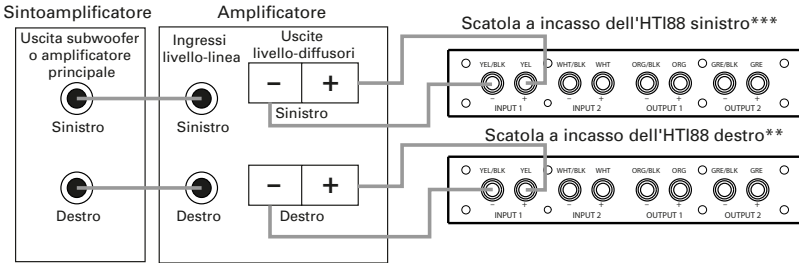 Sintoamplificatore
Amplificatore
Scatola a incasso dell'HTI88 sinistro***
Uscita subwoofer
o amplificatore
principale
Ingressi
livello-linea
Uscite
livello-diffusori
YEL/BLK YEL WHT/BLK WHT ORG/BLK ORG GRE/BLK GRE
− +
− + − + − + − +
INPUT 1 INPUT 2 OUTPUT 1 OUTPUT 2
Sinistro
Sinistro
Sinistro
Scatola a incasso dell'HTI88 destro**
YEL/BLK YEL WHT/BLK WHT ORG/BLK ORG GRE/BLK GRE
− +
− + − + − + − +
INPUT 1 INPUT 2 OUTPUT 1 OUTPUT 2
Destro
Destro
Destro